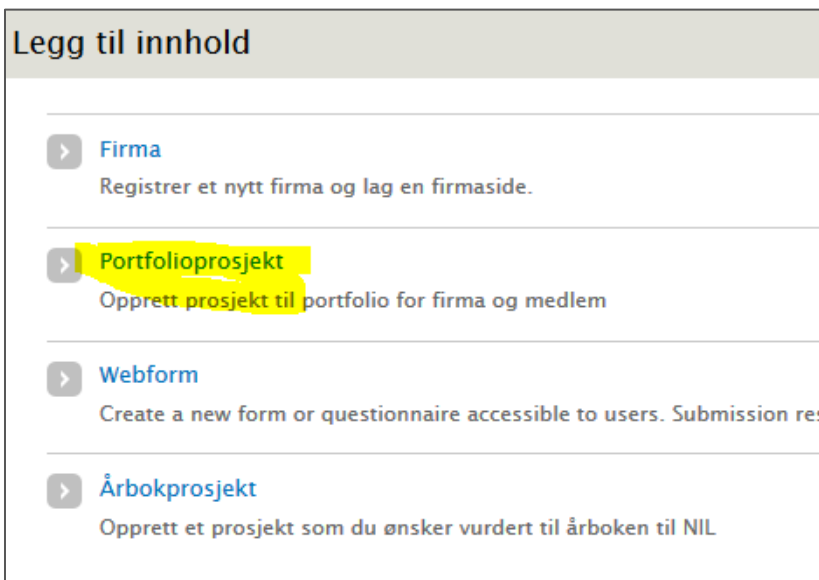 Legg til innhold
Firma
Registrer et nytt firma og lag en firmaside.
Portfolioprosjekt
Opprett prosjekt til portfolio for firma og medlem
Webform
Create a new form or questionnaire accessible to users. Submission res
Årbokprosjekt
Opprett et prosjekt som du ønsker vurdert til årboken til NIL